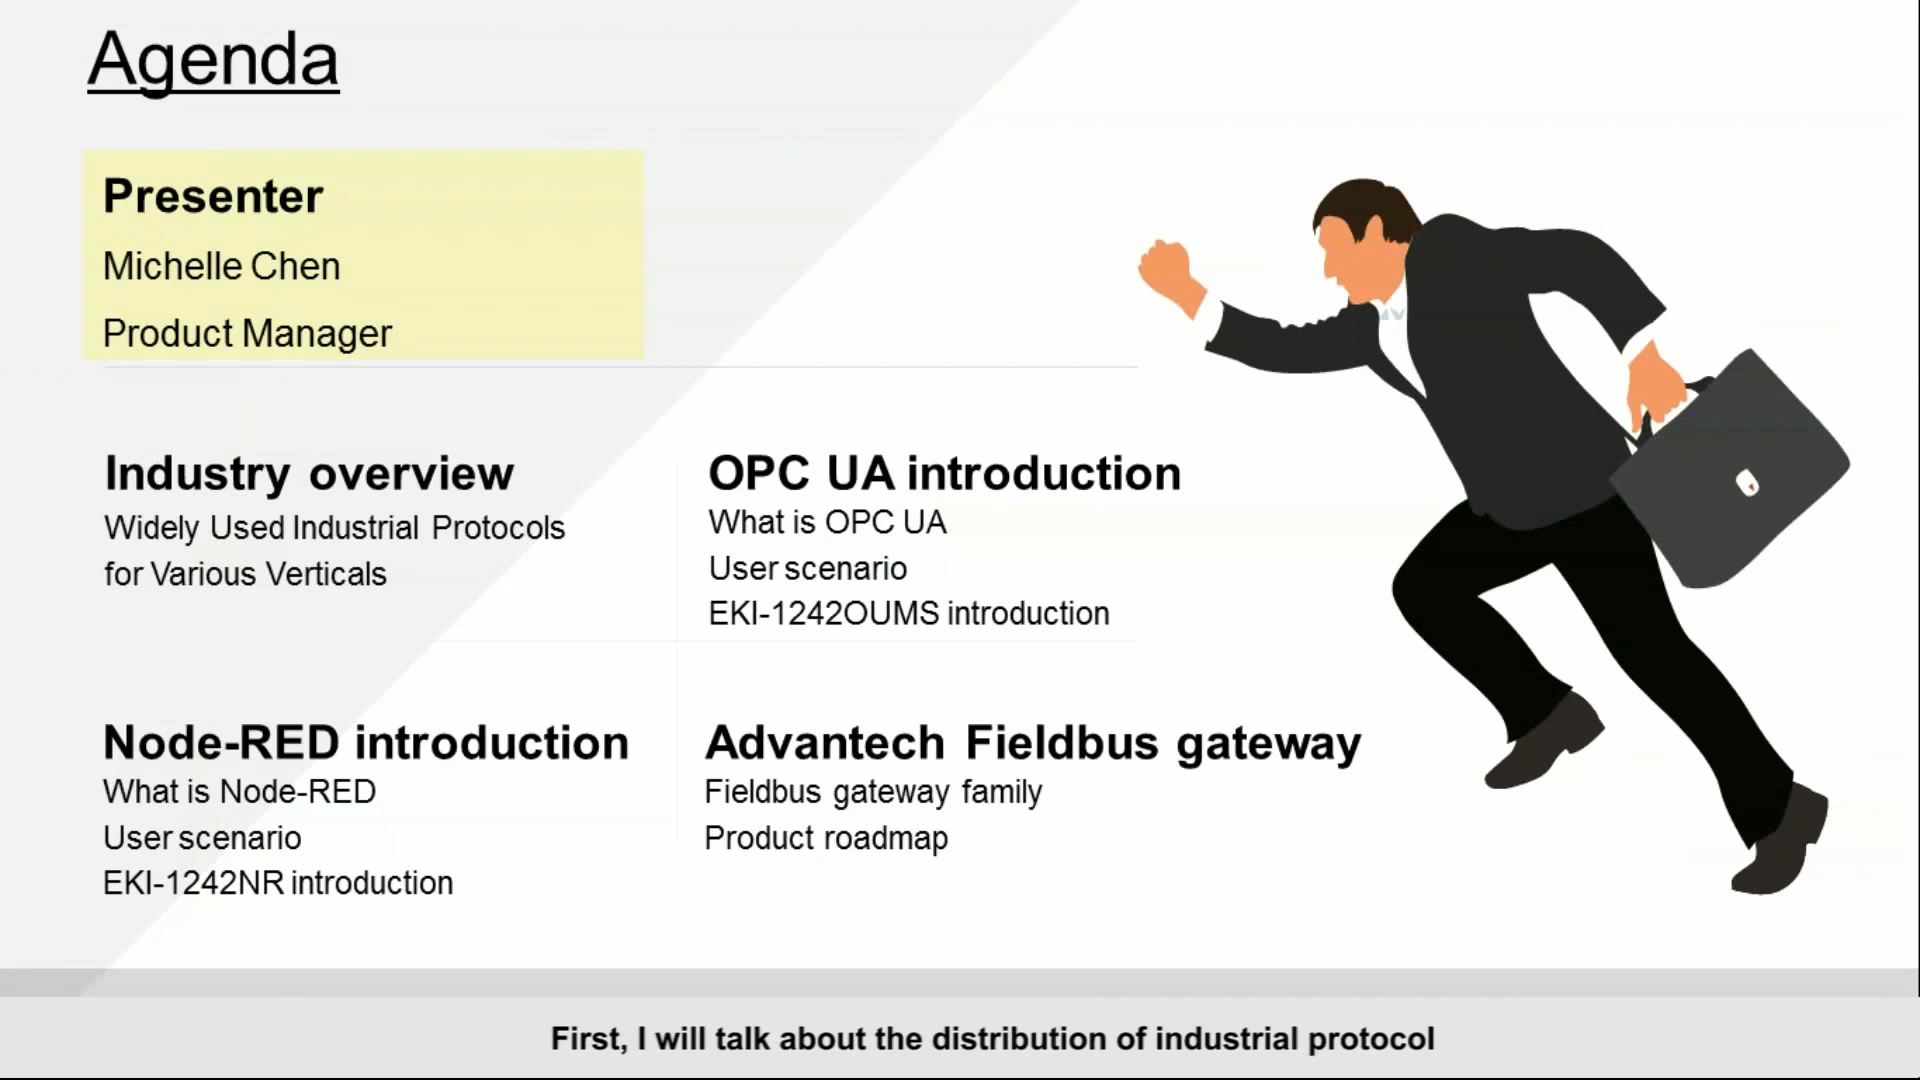 Agenda
Presenter
Michelle Chen
Product Manager
Industry overview
Widely Used Industrial Protocols
for Various Verticals
OPC UA introduction
What is OPC UA
User scenario
EKI-1242OUMS introduction
Node-RED introduction
What is Node-RED
User scenario
EKI-1242NR introduction
Advantech Fieldbus gateway
Fieldbus gateway family
Product roadmap
First, I will talk about the distribution of industrial protocol